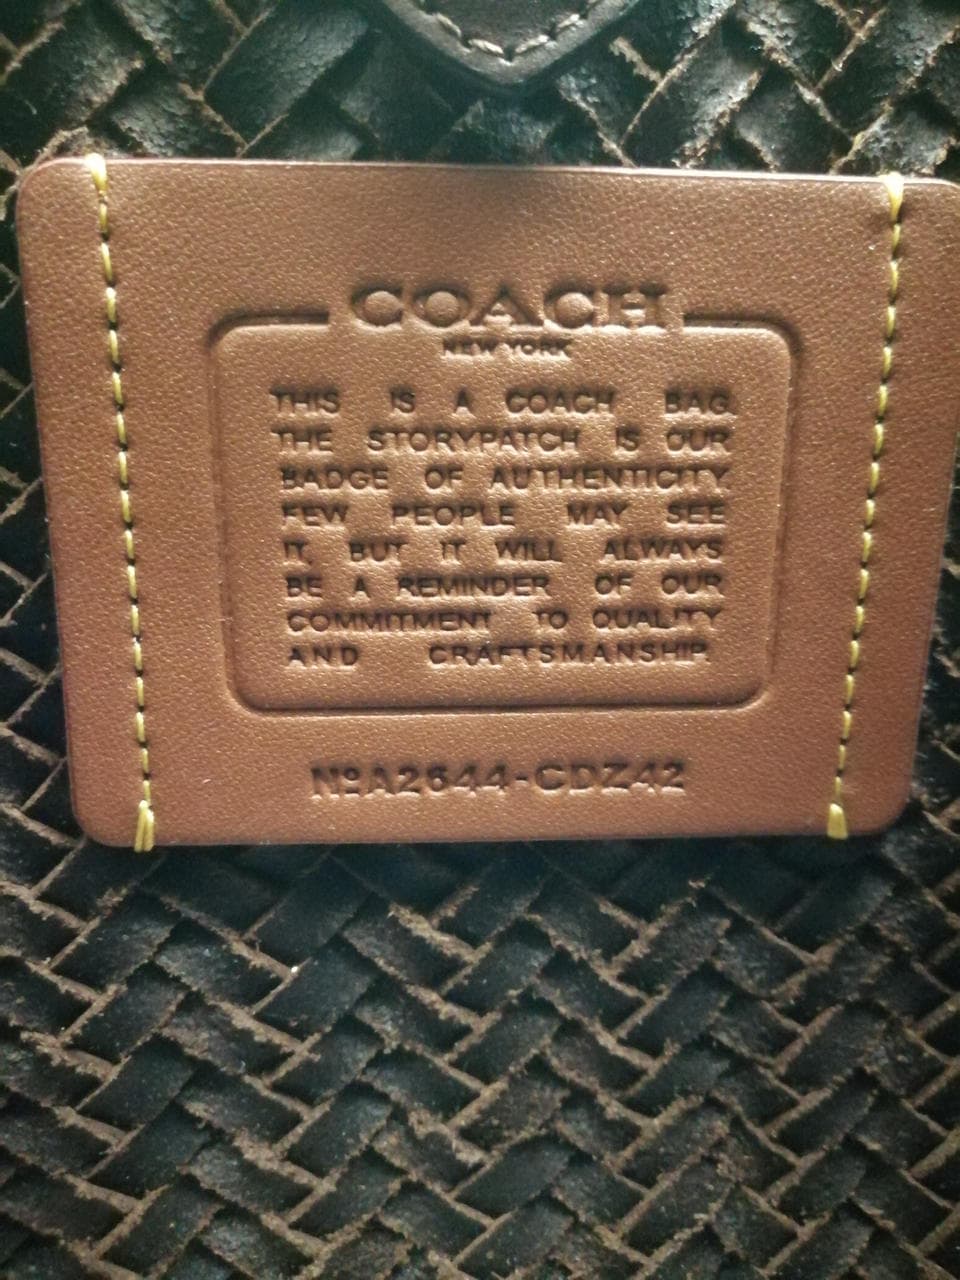 COACH
NEW YORK
THIS IS A COACH BAG.
THE STORYPATCH IS OUR
BADGE OF AUTHENTICITY.
FEW PEOPLE MAY SEE
IT, BUT IT WILL ALWAYS
BE A REMINDER OF OUR
COMMITMENT TO QUALITY
AND CRAFTSMANSHIP.
NºA2644-CDZ42